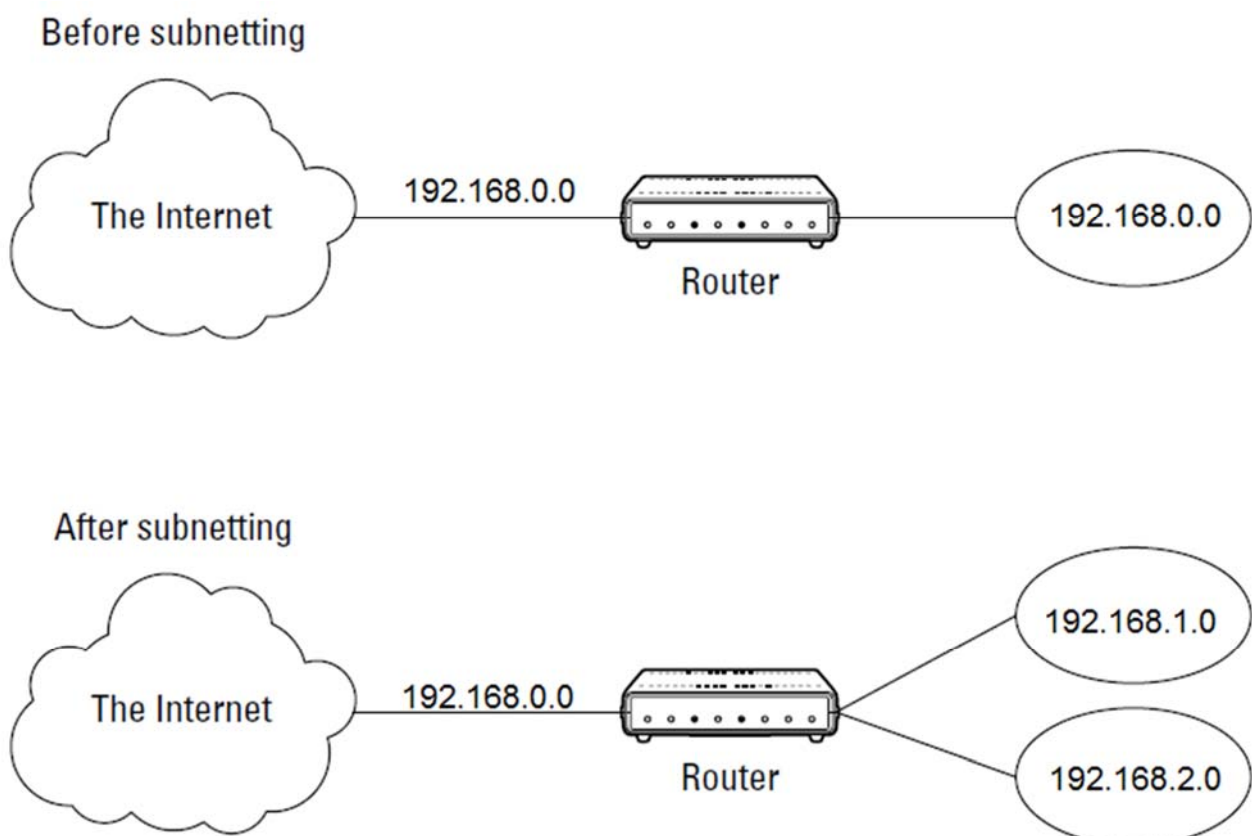 Before subnetting
The Internet
192.168.0.0
Router
192.168.0.0
After subnetting
The Internet
192.168.0.0
Router
192.168.1.0
192.168.2.0